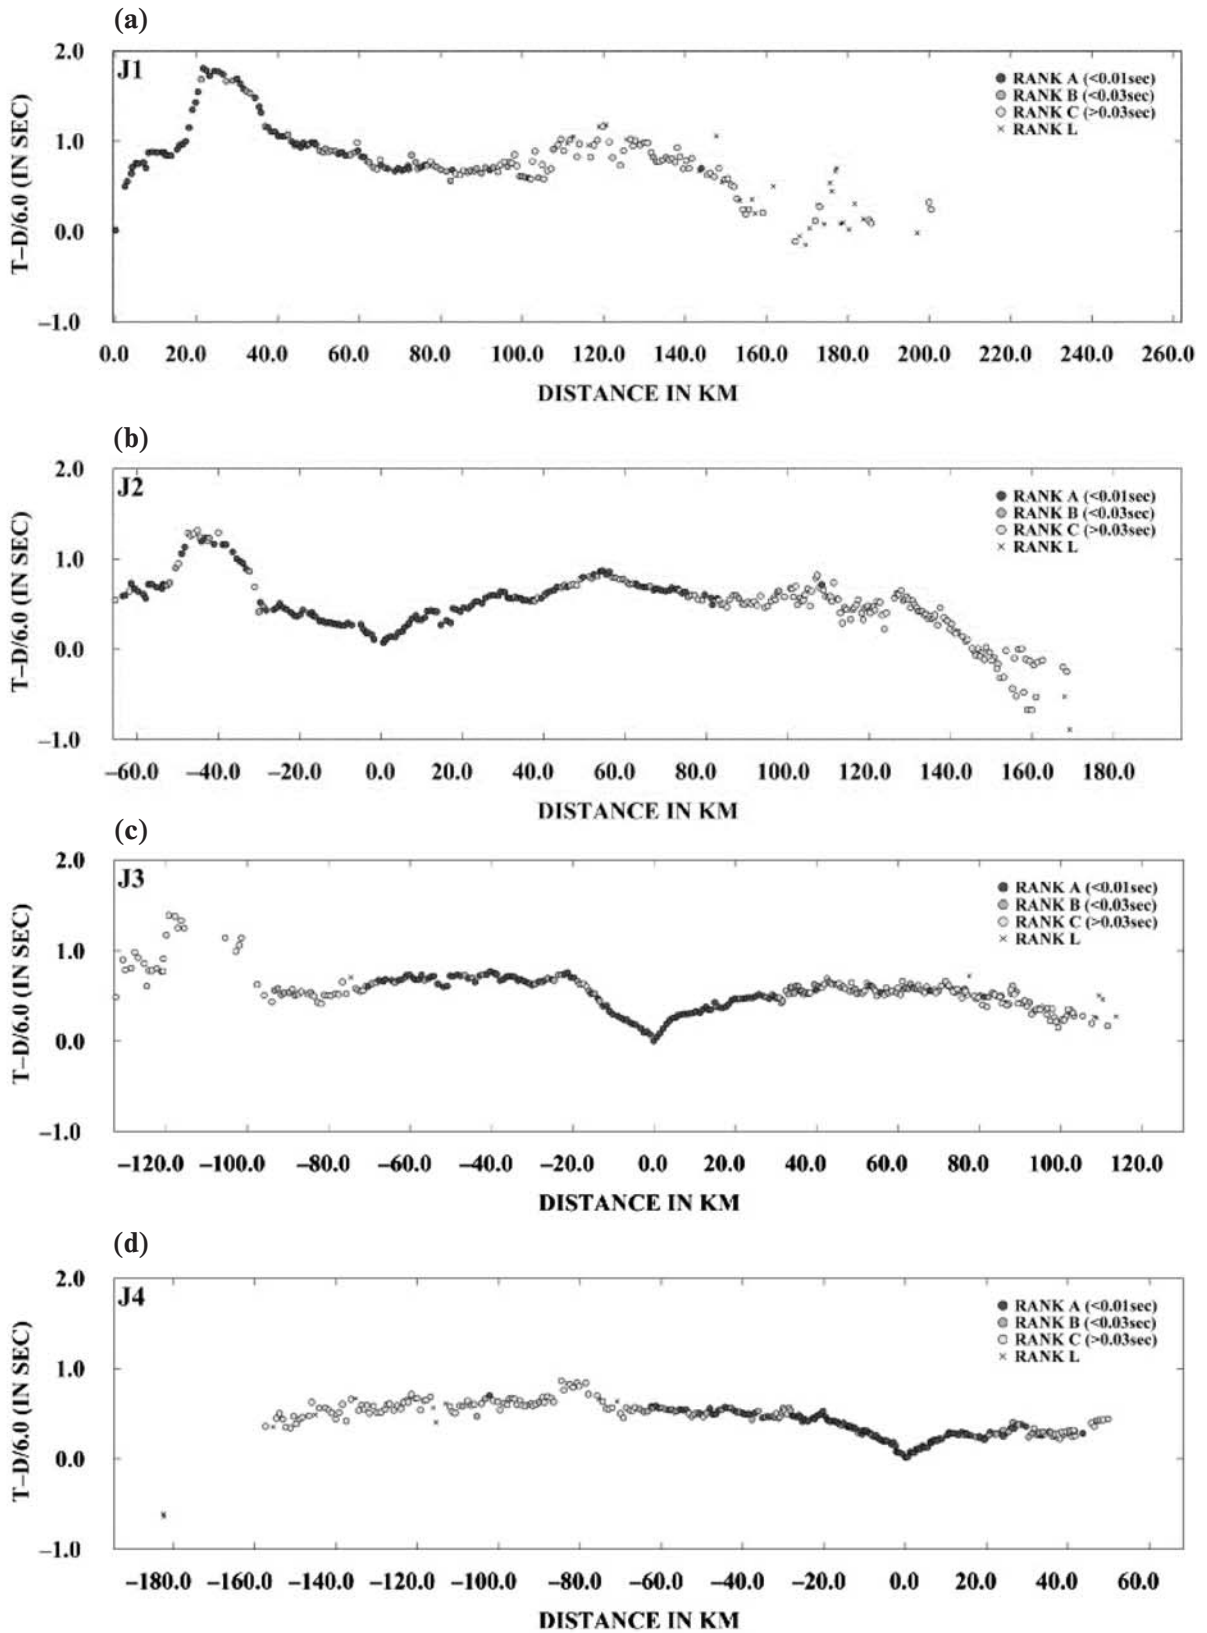 (a)
2.0
J1
RANK A (<0.01sec)
RANK B (<0.03sec)
RANK C (>0.03sec)
RANK L
1.0
0.0
−1.0
T−D/6.0 (IN SEC)
0.0 20.0 40.0 60.0 80.0 100.0 120.0 140.0 160.0 180.0 200.0 220.0 240.0 260.0
DISTANCE IN KM
(b)
2.0
J2
RANK A (<0.01sec)
RANK B (<0.03sec)
RANK C (>0.03sec)
RANK L
1.0
0.0
−1.0
T−D/6.0 (IN SEC)
−60.0 −40.0 −20.0 0.0 20.0 40.0 60.0 80.0 100.0 120.0 140.0 160.0 180.0
DISTANCE IN KM
(c)
2.0
J3
RANK A (<0.01sec)
RANK B (<0.03sec)
RANK C (>0.03sec)
RANK L
1.0
0.0
−1.0
T−D/6.0 (IN SEC)
−120.0 −100.0 −80.0 −60.0 −40.0 −20.0 0.0 20.0 40.0 60.0 80.0 100.0 120.0
DISTANCE IN KM
(d)
2.0
J4
RANK A (<0.01sec)
RANK B (<0.03sec)
RANK C (>0.03sec)
RANK L
1.0
0.0
−1.0
T−D/6.0 (IN SEC)
−180.0 −160.0 −140.0 −120.0 −100.0 −80.0 −60.0 −40.0 −20.0 0.0 20.0 40.0 60.0
DISTANCE IN KM